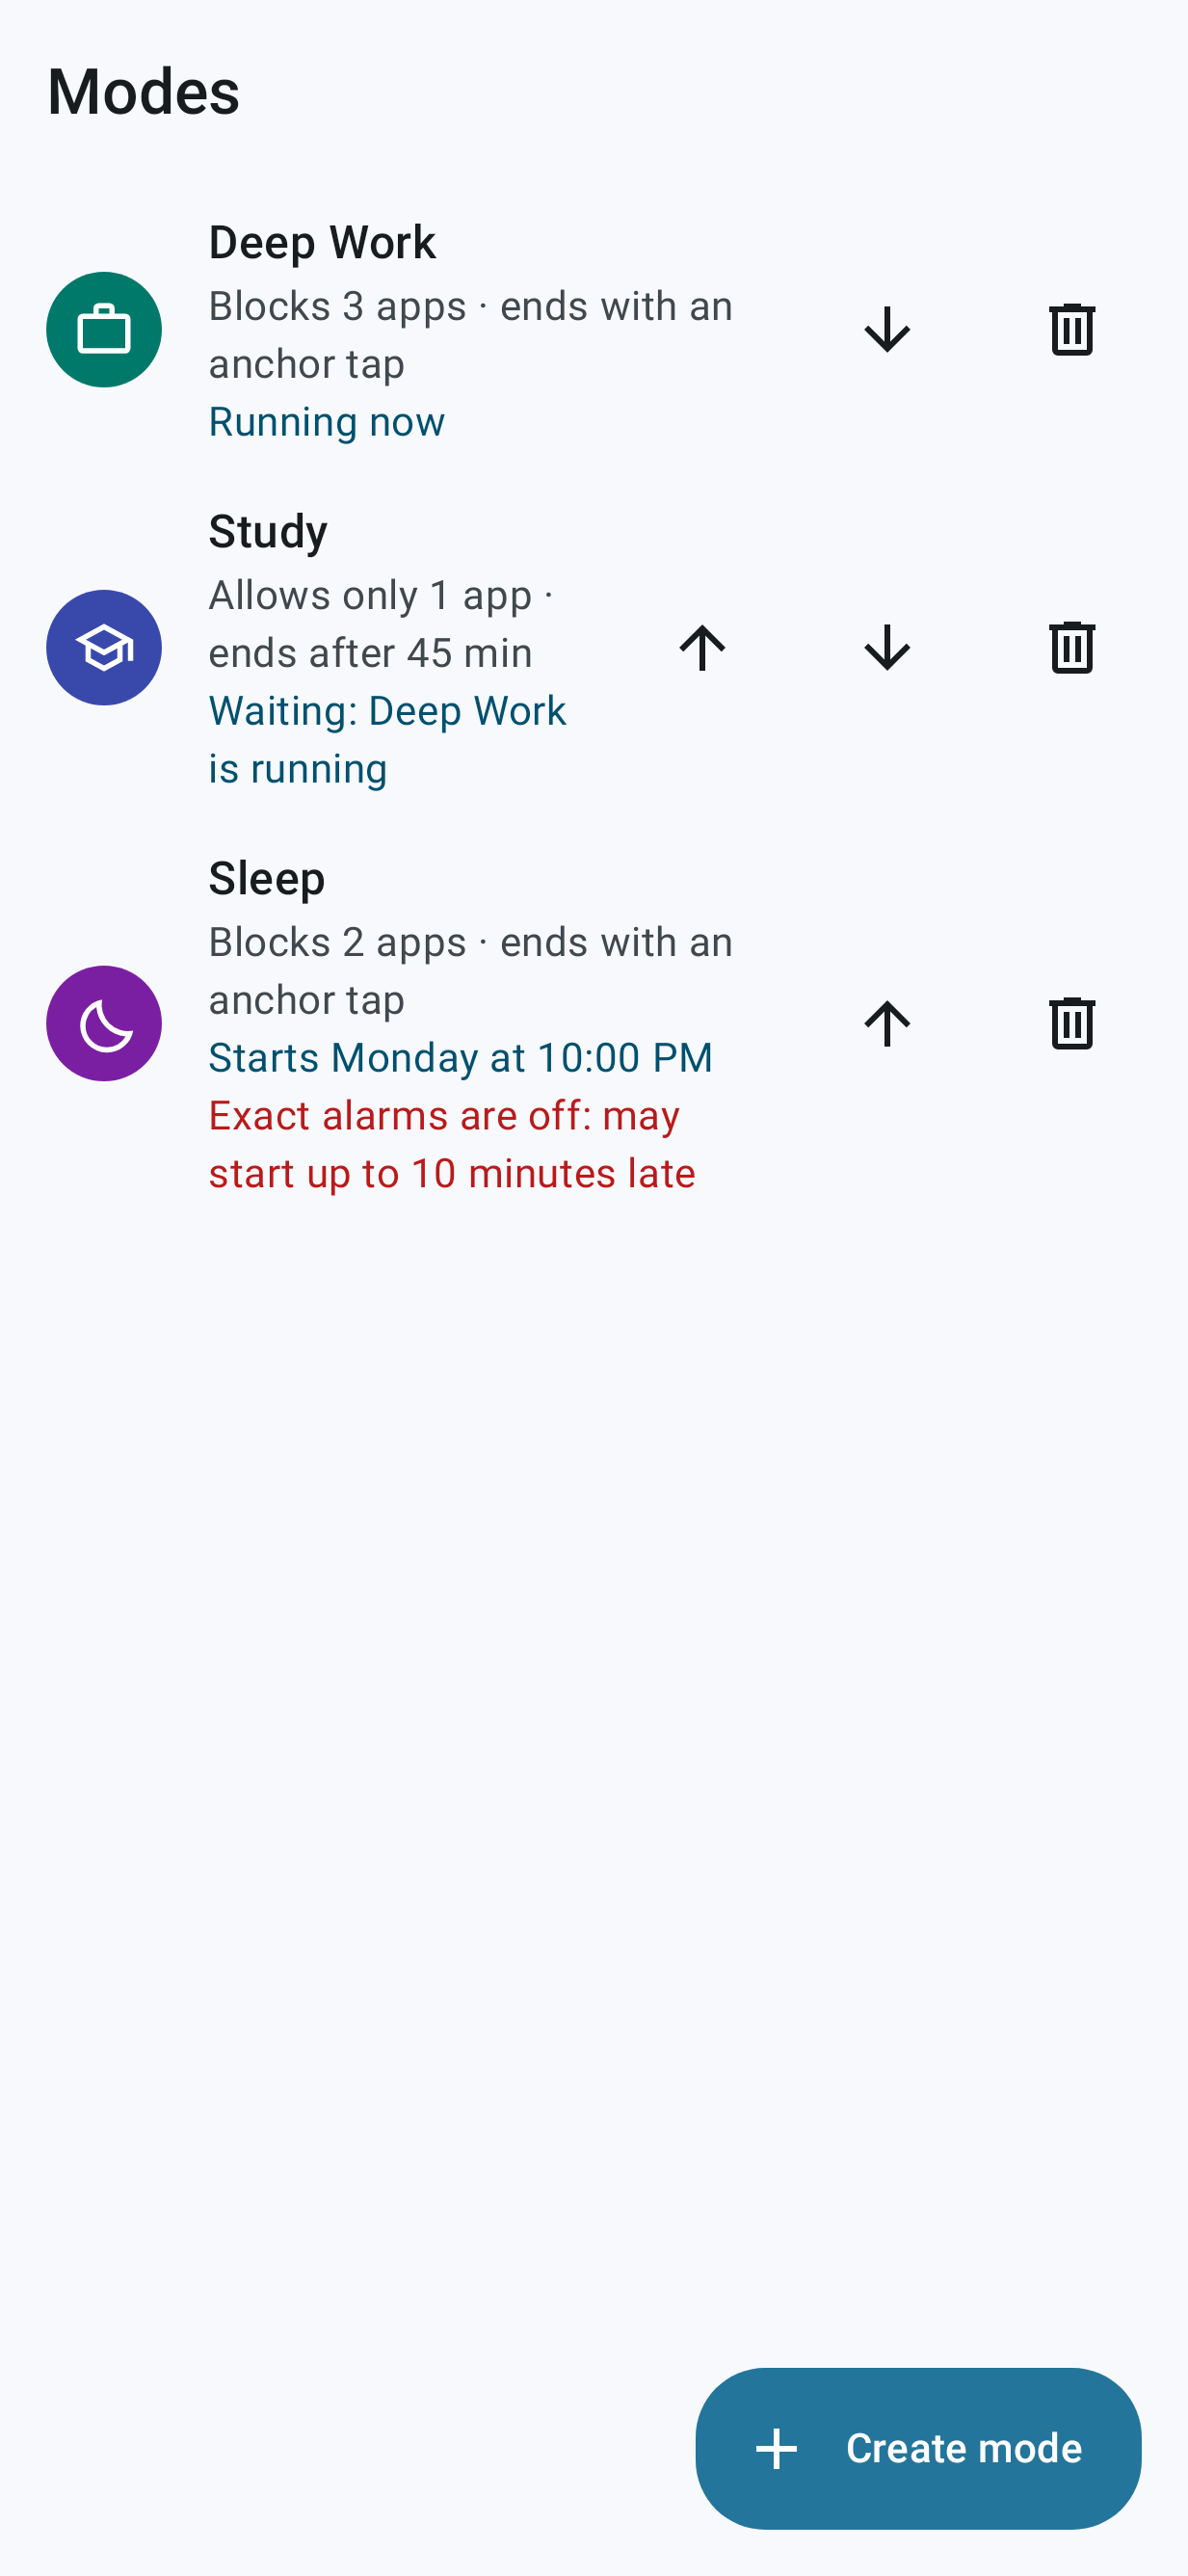 Modes
Deep Work
Blocks 3 apps · ends with an
anchor tap
Running now
Study
Allows only 1 app ·
ends after 45 min
Waiting: Deep Work
is running
Sleep
Blocks 2 apps · ends with an
anchor tap
Starts Monday at 10:00 PM
Exact alarms are off: may
start up to 10 minutes late
Create mode